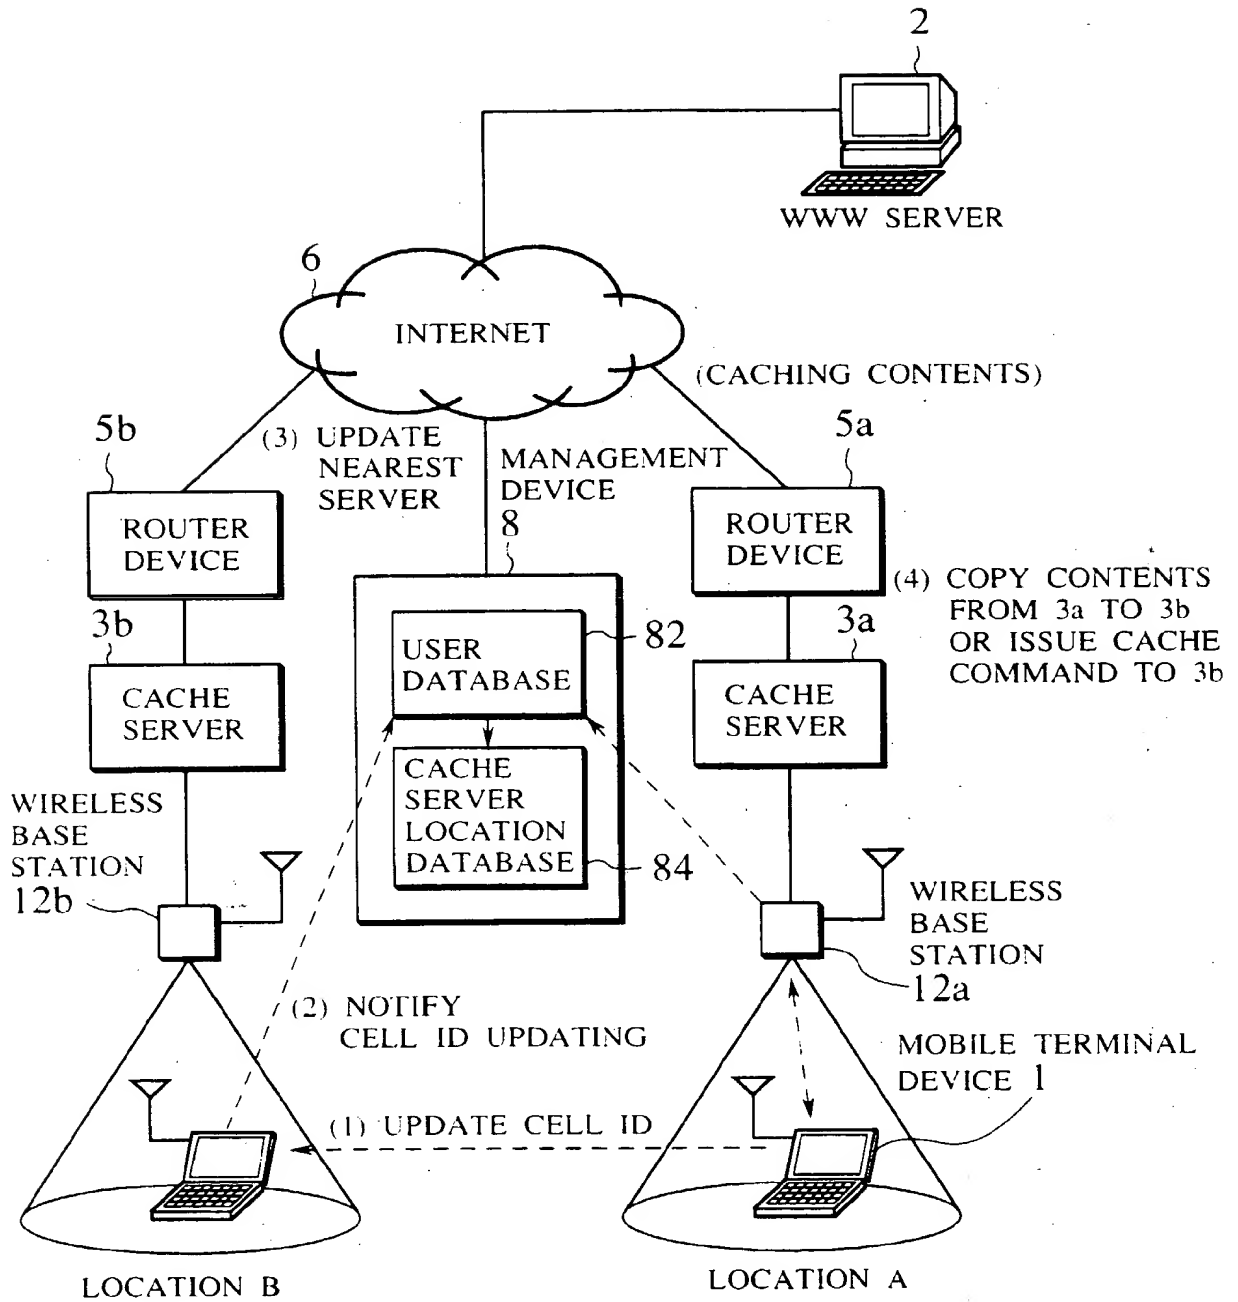 2
WWW SERVER
6
INTERNET
(CACHING CONTENTS)
5b
(3) UPDATE
NEAREST
SERVER
MANAGEMENT
DEVICE
8
5a
ROUTER
DEVICE
ROUTER
DEVICE
(4) COPY CONTENTS
FROM 3a TO 3b
OR ISSUE CACHE
COMMAND TO 3b
3b
3a
USER
DATABASE
82
CACHE
SERVER
CACHE
SERVER
CACHE
SERVER
LOCATION
DATABASE
84
WIRELESS
BASE
STATION
12b
WIRELESS
BASE
STATION
12a
(2) NOTIFY
CELL ID UPDATING
MOBILE TERMINAL
DEVICE 1
(1) UPDATE CELL ID
LOCATION B
LOCATION A